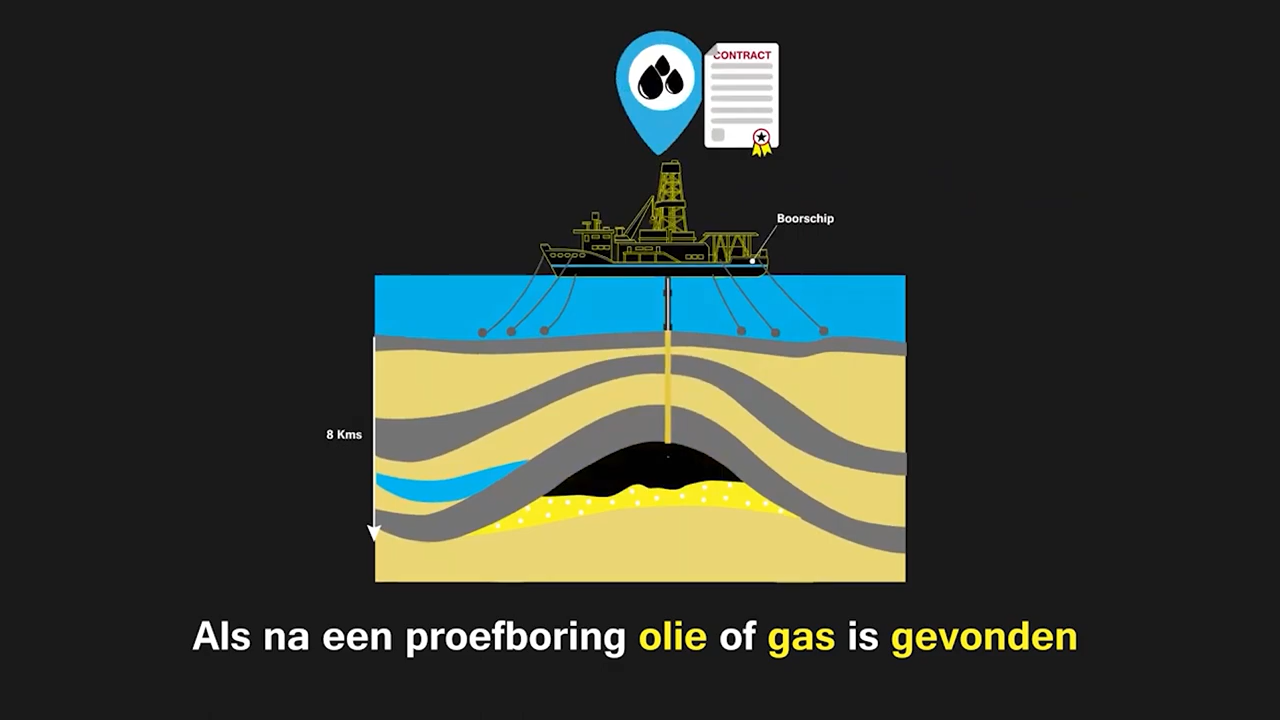 CONTRACT
Boorschip
8 Kms
Als na een proefboring olie of gas is gevonden